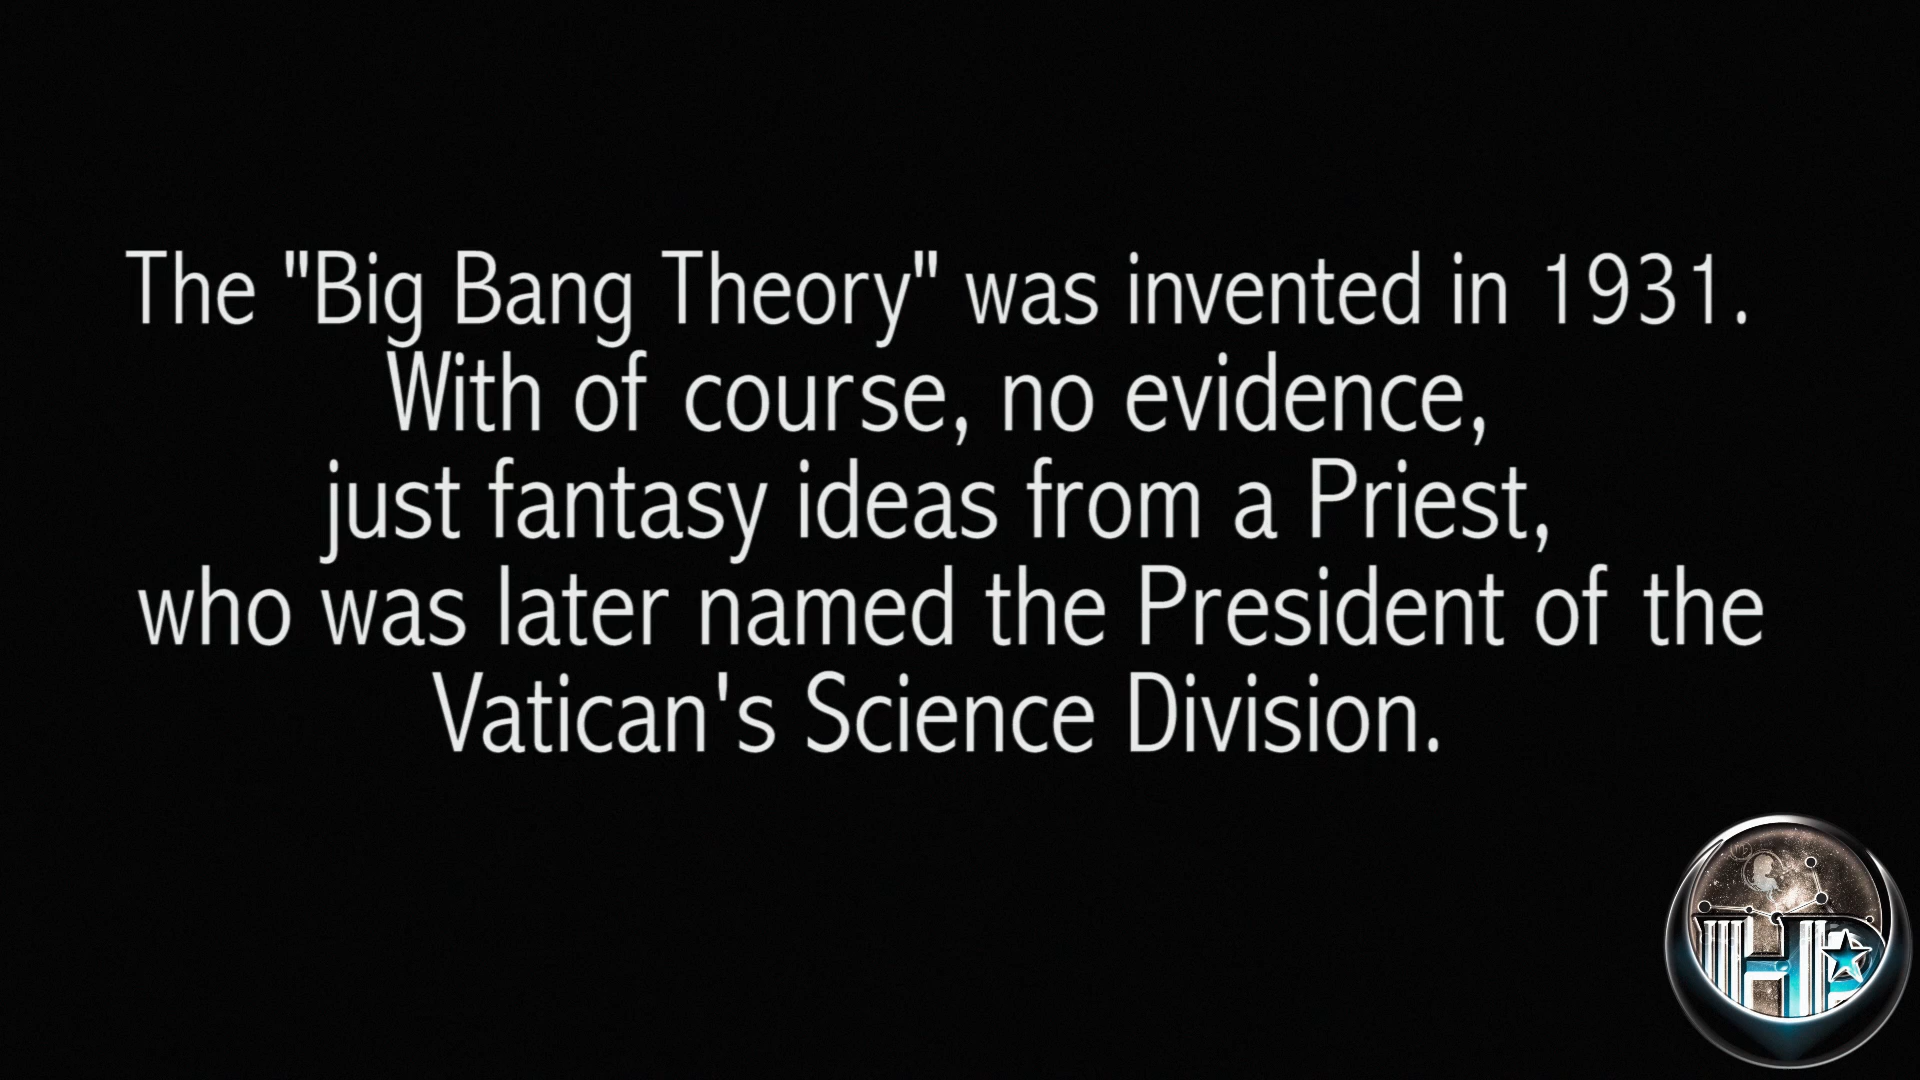 The "Big Bang Theory" was invented in 1931.
With of course, no evidence,
just fantasy ideas from a Priest,
who was later named the President of the
Vatican's Science Division.
HP